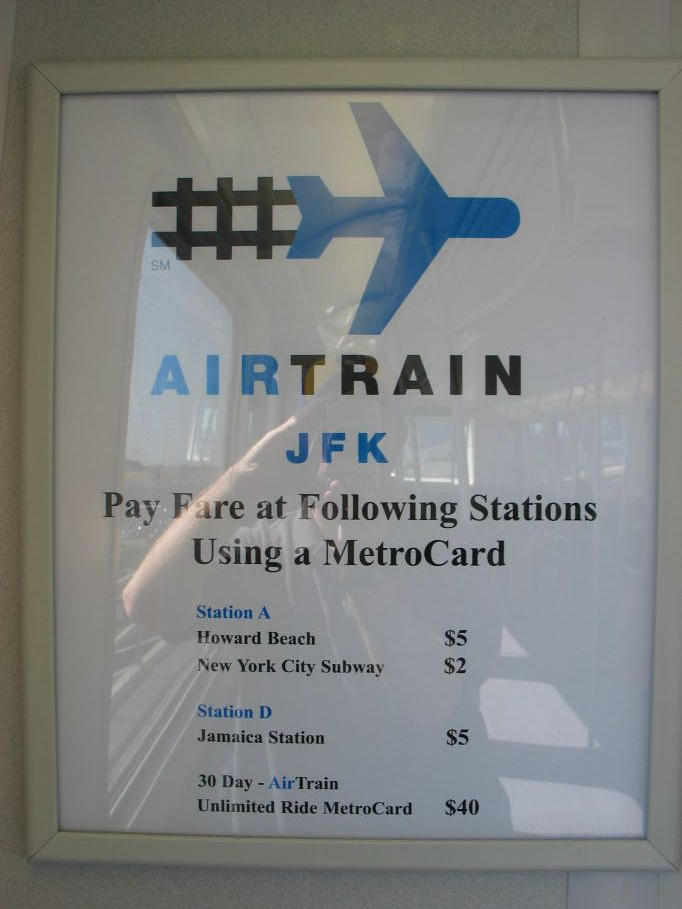 SM
AIRTRAIN
JFK
Pay Fare at Following Stations
Using a MetroCard
Station A
Howard Beach $5
New York City Subway $2
Station D
Jamaica Station $5
30 Day - AirTrain
Unlimited Ride MetroCard $40